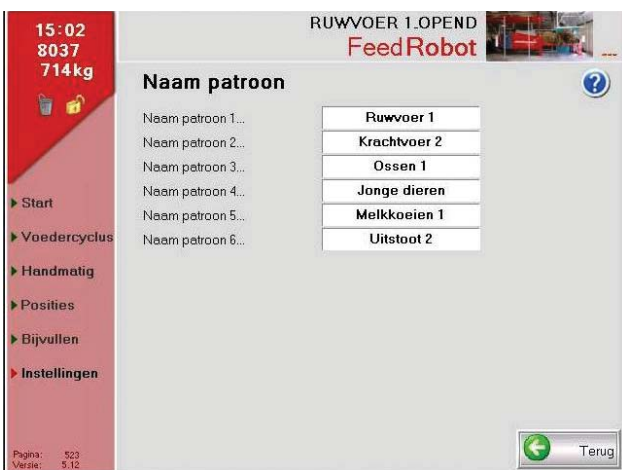 15:02
8037
714kg
RUWVOER 1.OPEND
FeedRobot
...
Naam patroon
?
Naam patroon 1... Ruwvoer 1
Naam patroon 2... Krachtvoer 2
Naam patroon 3... Ossen 1
Naam patroon 4... Jonge dieren
Naam patroon 5... Melkkoeien 1
Naam patroon 6... Uitstoot 2
Start
Voedercyclus
Handmatig
Posities
Bijvullen
Instellingen
Pagina: 523
Versie: 5.12
Terug